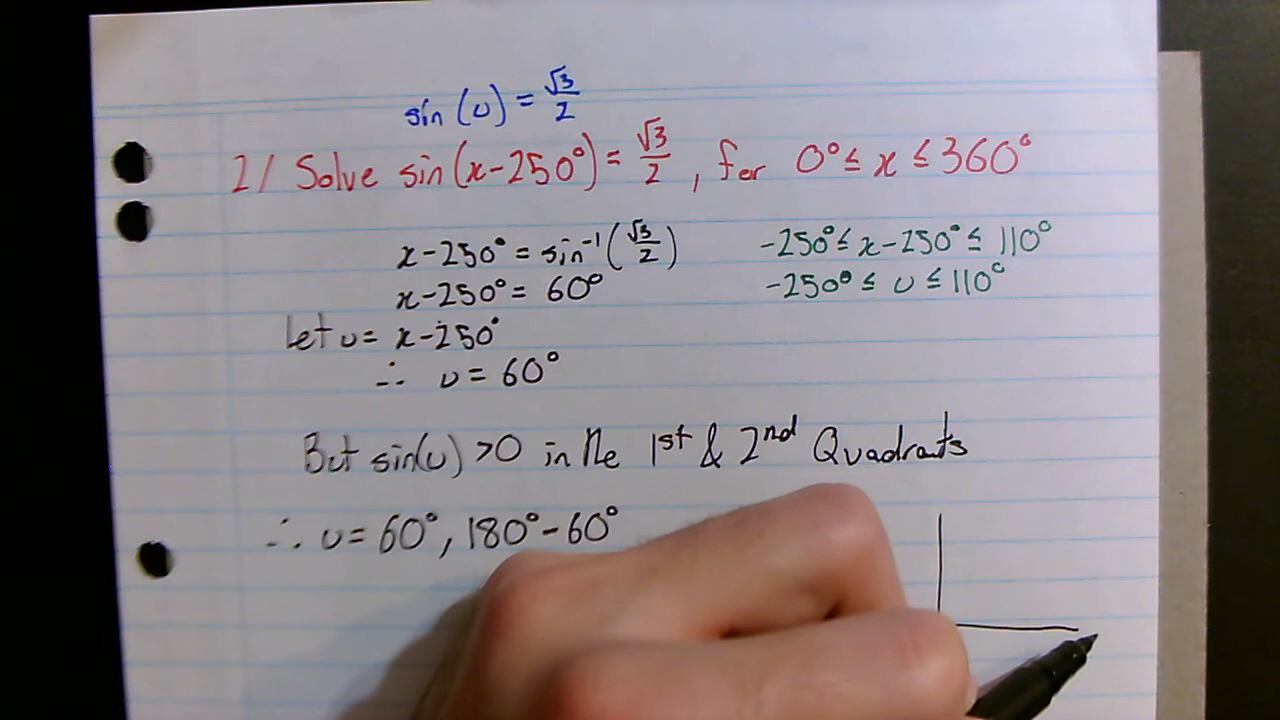 sin (u) = √3/2
2/ Solve sin(x-250°) = √3/2, for 0° ≤ x ≤ 360°
x-250° = sin⁻¹(√3/2)
-250° ≤ x-250° ≤ 110°
x-250° = 60°
-250° ≤ u ≤ 110°
Let u = x-250°
∴ u = 60°
But sin(u) >0 in the 1st & 2nd Quadrants
∴ u = 60°, 180°-60°